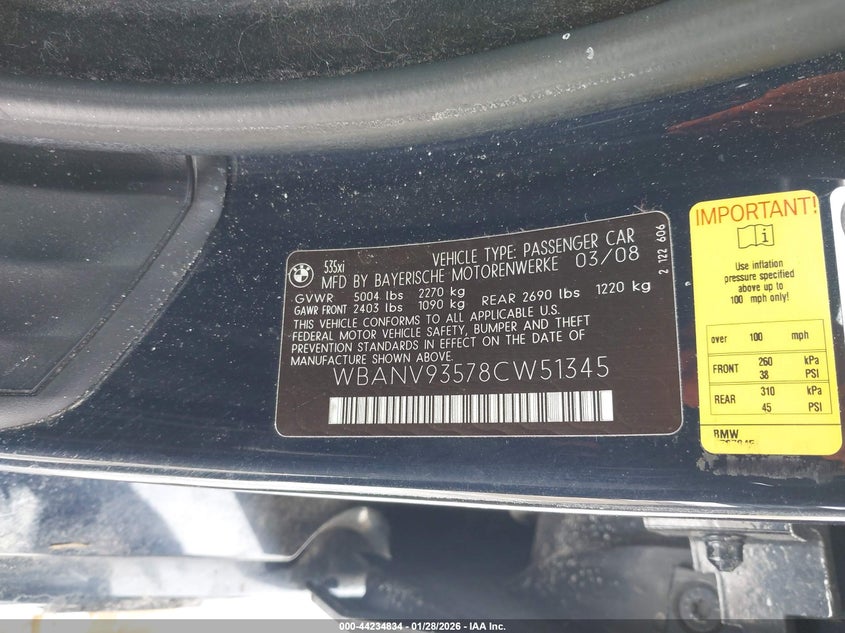 BMW
535xi VEHICLE TYPE: PASSENGER CAR
MFD BY BAYERISCHE MOTORENWERKE 03/08
GVWR 5004 lbs 2270 kg
GAWR FRONT 2403 lbs 1090 kg REAR 2690 lbs 1220 kg
THIS VEHICLE CONFORMS TO ALL APPLICABLE U.S.
FEDERAL MOTOR VEHICLE SAFETY, BUMPER AND THEFT
PREVENTION STANDARDS IN EFFECT ON THE DATE OF
MANUFACTURE SHOWN ABOVE.
WBANV93578CW51345
2 122 606
IMPORTANT!
i
Use inflation
pressure specified
above up to
100 mph only!
over 100 mph
FRONT 260 kPa
38 PSI
REAR 310 kPa
45 PSI
BMW
000-44234834 | 01/28/2026 - IAA Inc.